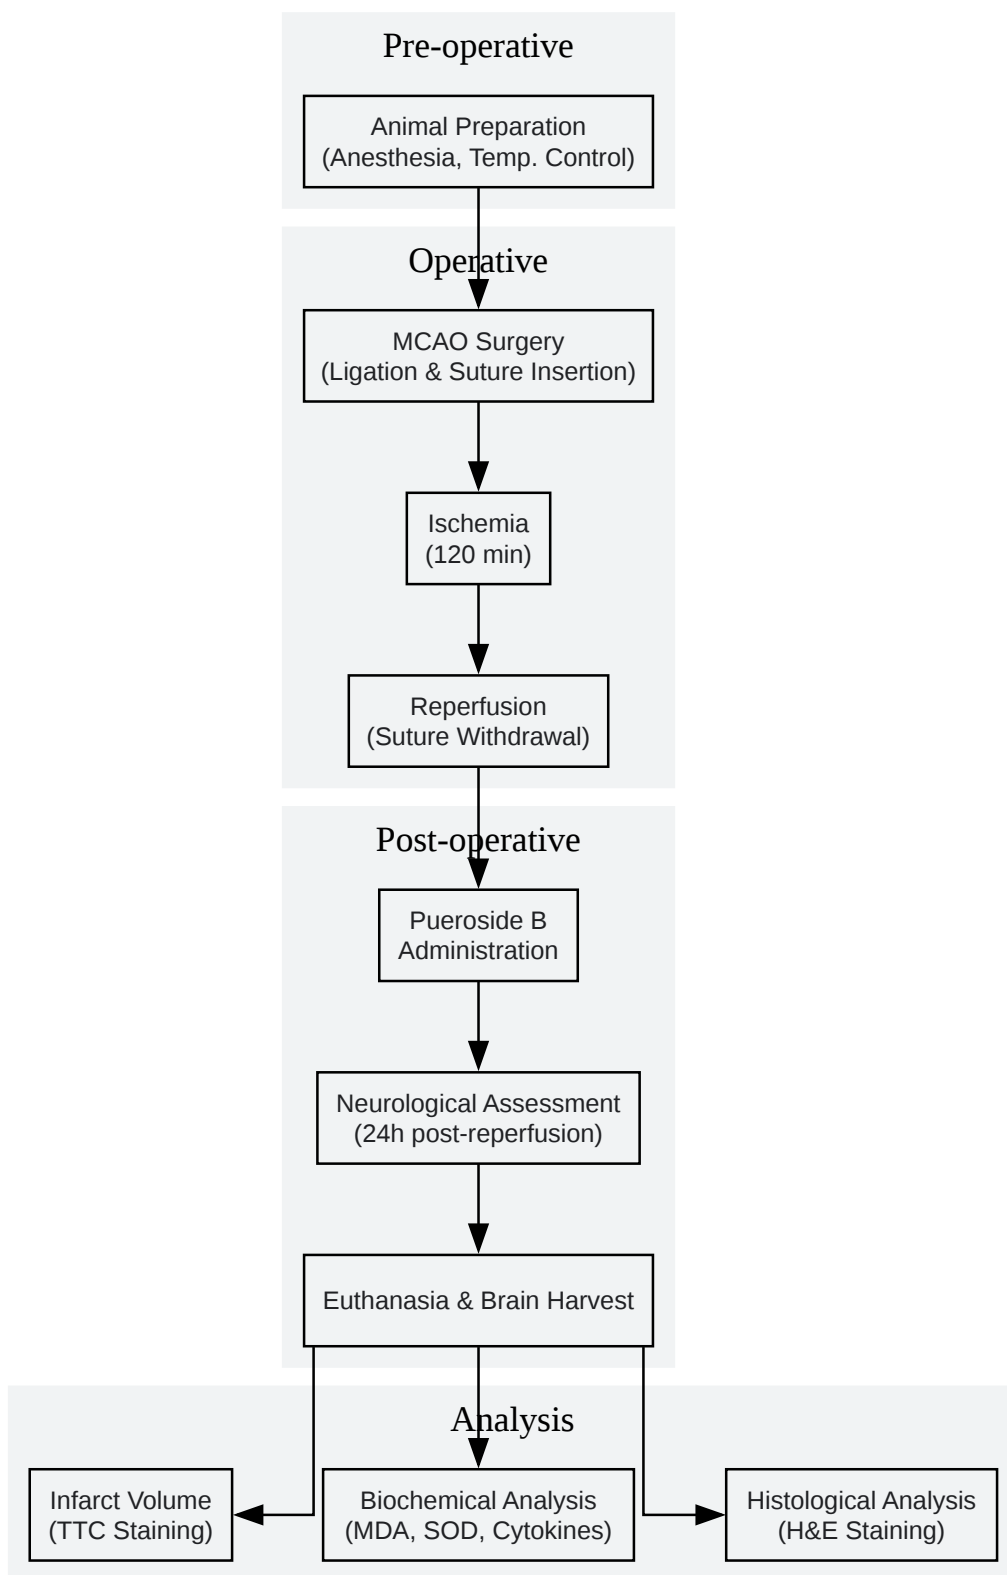 Pre-operative
Animal Preparation
(Anesthesia, Temp. Control)
Operative
MCAO Surgery
(Ligation & Suture Insertion)
Ischemia
(120 min)
Reperfusion
(Suture Withdrawal)
Post-operative
Pueroside B
Administration
Neurological Assessment
(24h post-reperfusion)
Euthanasia & Brain Harvest
Analysis
Infarct Volume
(TTC Staining)
Biochemical Analysis
(MDA, SOD, Cytokines)
Histological Analysis
(H&E Staining)